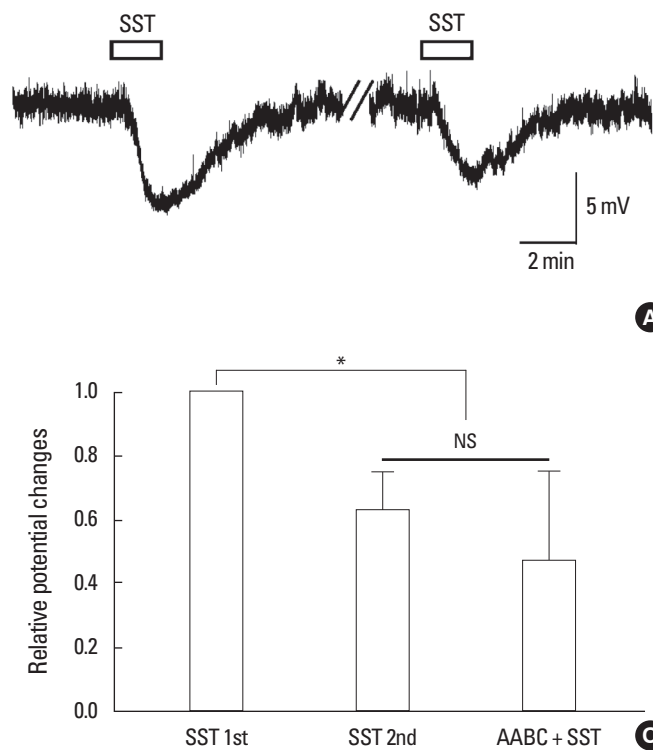 SST SST
5 mV
2 min
A
*
NS
1.0
0.8
0.6
0.4
0.2
0.0
Relative potential changes
SST 1st SST 2nd AABC + SST
C